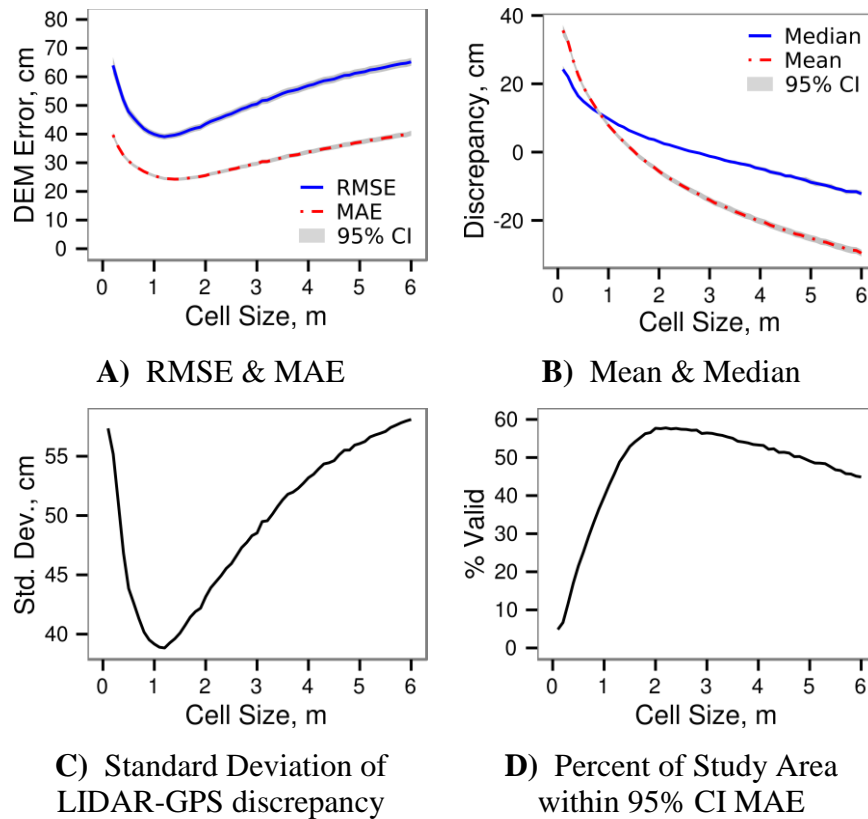 80
70
60
50
40
30
20
10
0
DEM Error, cm
RMSE
MAE
95% CI
0 1 2 3 4 5 6
Cell Size, m
A) RMSE & MAE
40
20
0
-20
Discrepancy, cm
Median
Mean
95% CI
0 1 2 3 4 5 6
Cell Size, m
B) Mean & Median
55
50
45
40
Std. Dev., cm
0 1 2 3 4 5 6
Cell Size, m
C) Standard Deviation of
LIDAR-GPS discrepancy
60
50
40
30
20
10
0
% Valid
0 1 2 3 4 5 6
Cell Size, m
D) Percent of Study Area
within 95% CI MAE